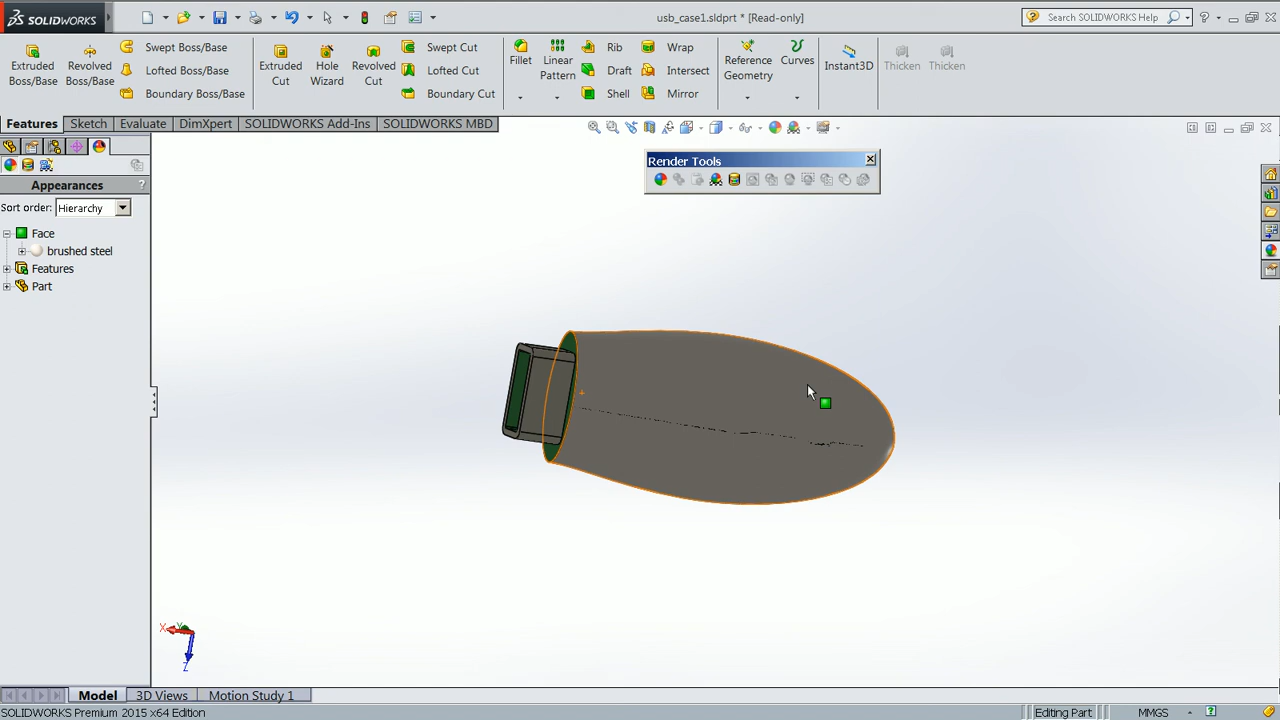 SOLIDWORKS
usb_case1.sldprt * [Read-only]
Search SOLIDWORKS Help
Extruded Boss/Base
Revolved Boss/Base
Swept Boss/Base
Lofted Boss/Base
Boundary Boss/Base
Extruded Cut
Hole Wizard
Revolved Cut
Swept Cut
Lofted Cut
Boundary Cut
Fillet
Linear Pattern
Rib
Draft
Shell
Wrap
Intersect
Mirror
Reference Geometry
Curves
Instant3D
Thicken
Thicken
Features
Sketch
Evaluate
DimXpert
SOLIDWORKS Add-Ins
SOLIDWORKS MBD
Render Tools
Appearances
?
Sort order: Hierarchy
Face
brushed steel
Features
Part
X
Y
Z
Model
3D Views
Motion Study 1
SOLIDWORKS Premium 2015 x64 Edition
Editing Part
MMGS